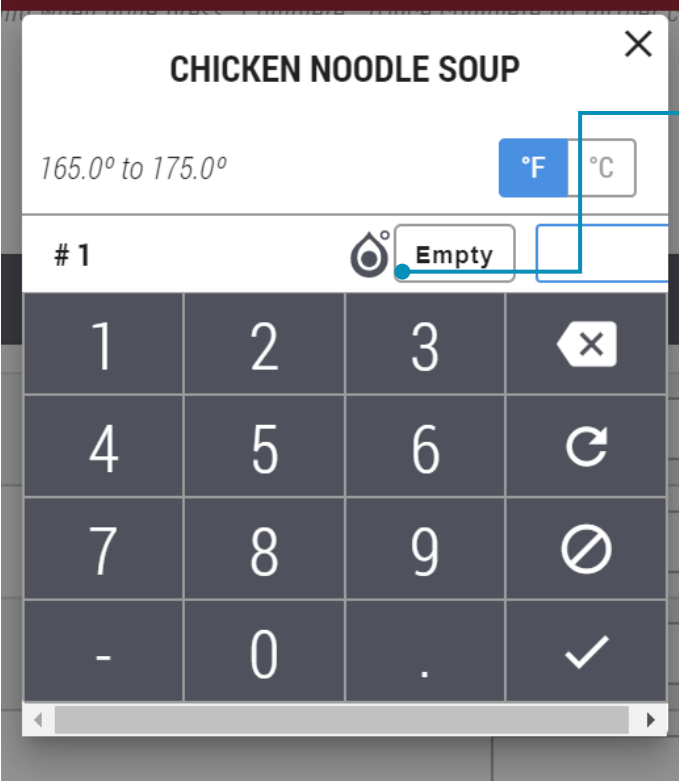 CHICKEN NOODLE SOUP
165.0º to 175.0º
°F
°C
# 1
Empty
1 2 3
4 5 6
7 8 9
- 0 .